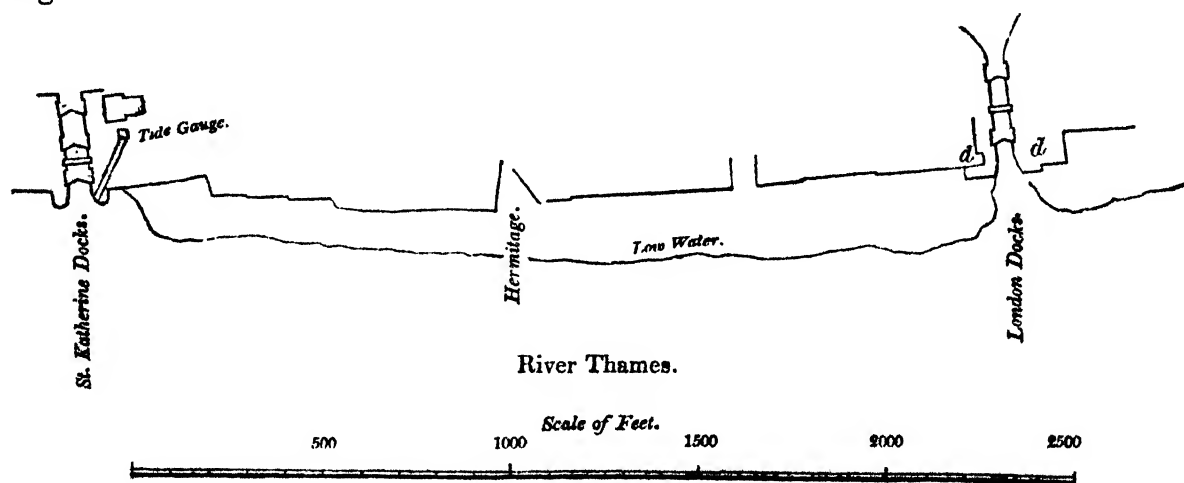 Tide Gauge.
d
d
St. Katherine Docks.
Hermitage.
Low Water.
London Docks.
River Thames.
Scale of Feet.
500 1000 1500 2000 2500